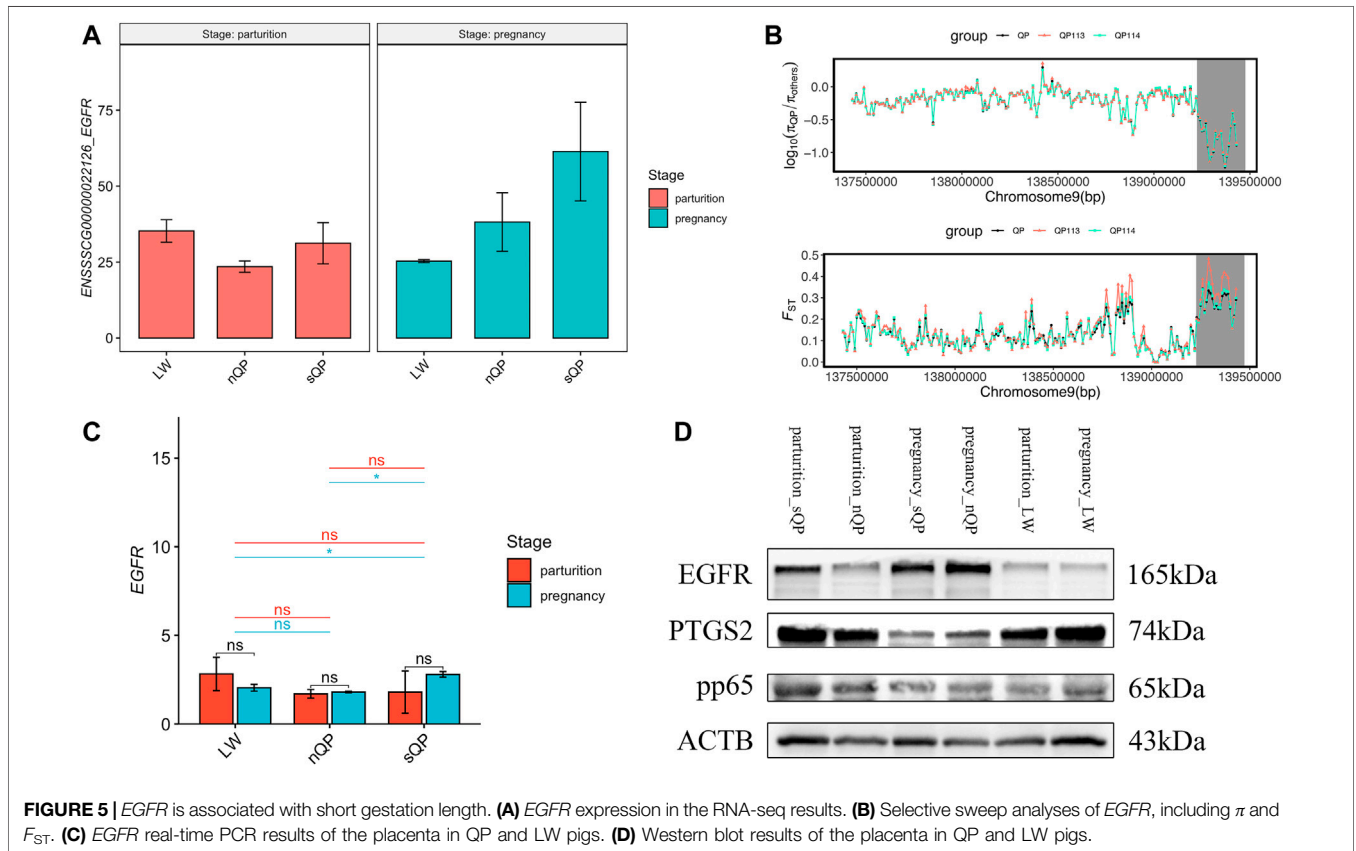 A
Stage: parturition
Stage: pregnancy
ENSSSCG00000022126_EGFR
75
50
25
0
LW
nQP
sQP
LW
nQP
sQP
Stage
parturition
pregnancy
B
group QP QP113 QP114
log10(πQP/πothers)
0.0
−0.5
−1.0
137500000 138000000 138500000 139000000 139500000
Chromosome9(bp)
group QP QP113 QP114
FST
0.5
0.4
0.3
0.2
0.1
0.0
137500000 138000000 138500000 139000000 139500000
Chromosome9(bp)
C
EGFR
15
10
5
0
ns
*
ns
*
ns
ns
ns
ns
ns
LW
nQP
sQP
Stage
parturition
pregnancy
D
parturition_sQP
parturition_nQP
pregnancy_sQP
pregnancy_nQP
parturition_LW
pregnancy_LW
EGFR 165kDa
PTGS2 74kDa
pp65 65kDa
ACTB 43kDa
FIGURE 5 | EGFR is associated with short gestation length. (A) EGFR expression in the RNA-seq results. (B) Selective sweep analyses of EGFR, including π and
FST. (C) EGFR real-time PCR results of the placenta in QP and LW pigs. (D) Western blot results of the placenta in QP and LW pigs.